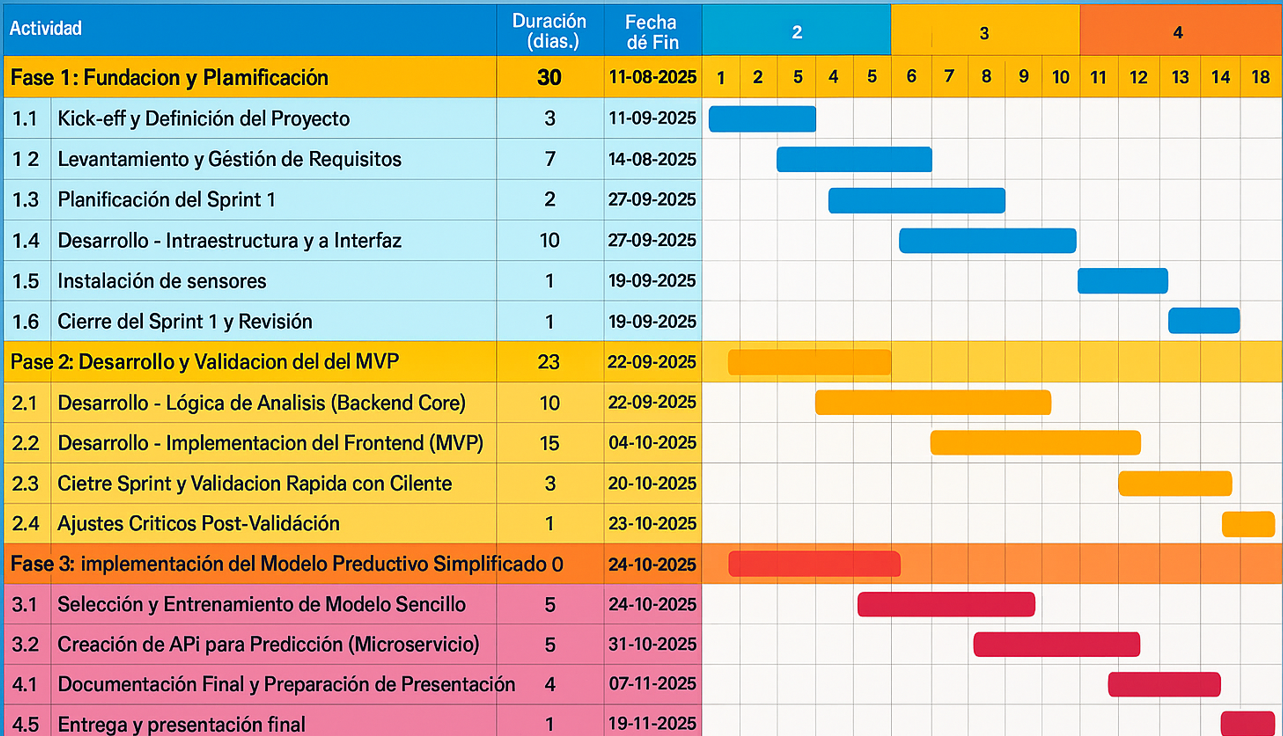 Actividad Duración (dias.) Fecha dé Fin 2 3 4
Fase 1: Fundacion y Plamificación 30 11-08-2025 1 2 5 4 5 6 7 8 9 10 11 12 13 14 18
1.1 Kick-eff y Definición del Proyecto 3 11-09-2025
1 2 Levantamiento y Géstión de Requisitos 7 14-08-2025
1.3 Planificación del Sprint 1 2 27-09-2025
1.4 Desarrollo - Intraestructura y a Interfaz 10 27-09-2025
1.5 Instalación de sensores 1 19-09-2025
1.6 Cierre del Sprint 1 y Revisión 1 19-09-2025
Pase 2: Desarrollo y Validacion del del MVP 23 22-09-2025
2.1 Desarrollo - Lógica de Analisis (Backend Core) 10 22-09-2025
2.2 Desarrollo - Implementacion del Frontend (MVP) 15 04-10-2025
2.3 Cietre Sprint y Validacion Rapida con Cilente 3 20-10-2025
2.4 Ajustes Criticos Post-Validáción 1 23-10-2025
Fase 3: implementación del Modelo Preductivo Simplificado 0 24-10-2025
3.1 Selección y Entrenamiento de Modelo Sencillo 5 24-10-2025
3.2 Creación de APi para Predicción (Microservicio) 5 31-10-2025
4.1 Documentación Final y Preparación de Presentación 4 07-11-2025
4.5 Entrega y presentación final 1 19-11-2025